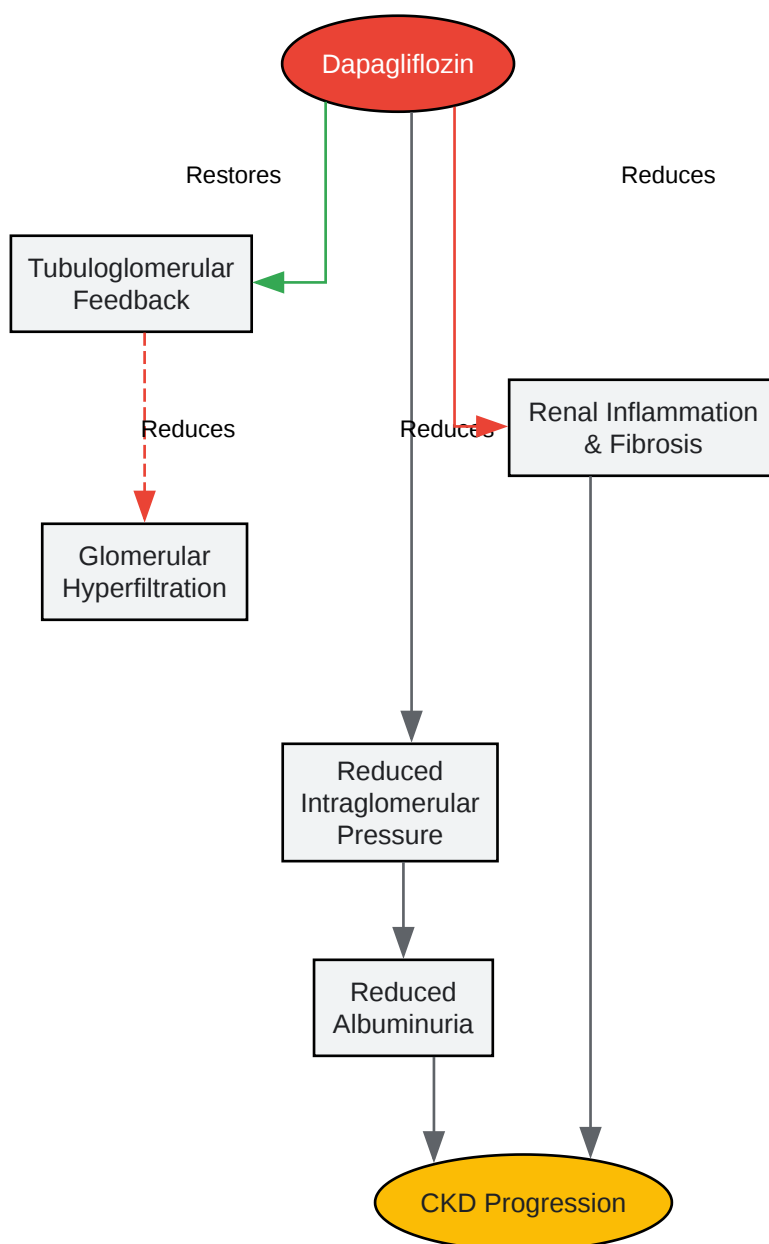 Dapagliflozin
Restores
Reduces
Tubuloglomerular
Feedback
Renal Inflammation
& Fibrosis
Reduces
Reduces
Glomerular
Hyperfiltration
Reduced
Intraglomerular
Pressure
Reduced
Albuminuria
CKD Progression